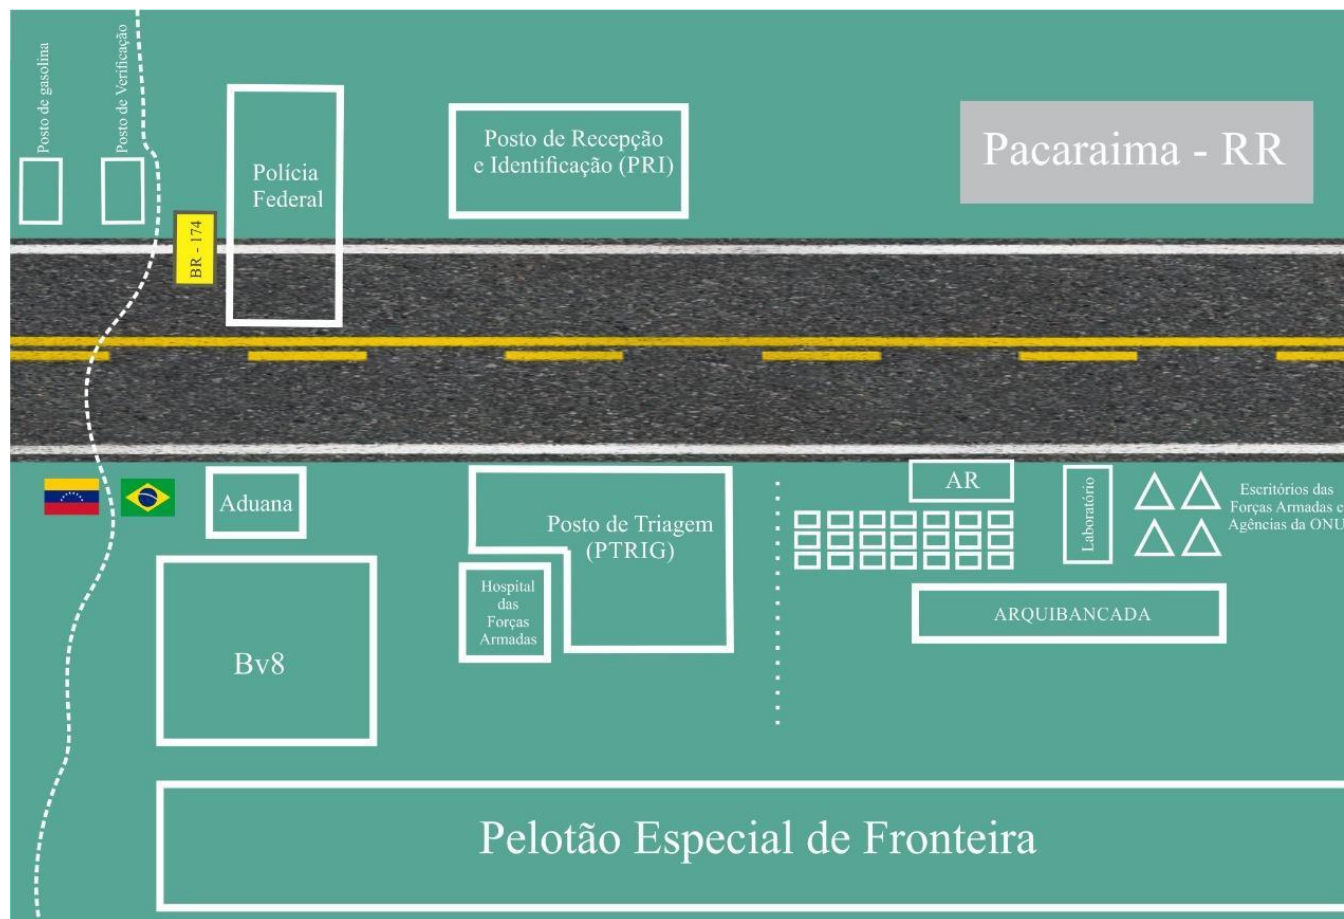 Posto de gasolina
Posto de Verificação
BR - 174
Polícia
Federal
Posto de Recepção
e Identificação (PRI)
Pacaraima - RR
Aduana
Bv8
Posto de Triagem
(PTRIG)
Hospital
das
Forças
Armadas
AR
Laboratório
Escritórios das
Forças Armadas e
Agências da ONU
ARQUIBANCADA
Pelotão Especial de Fronteira